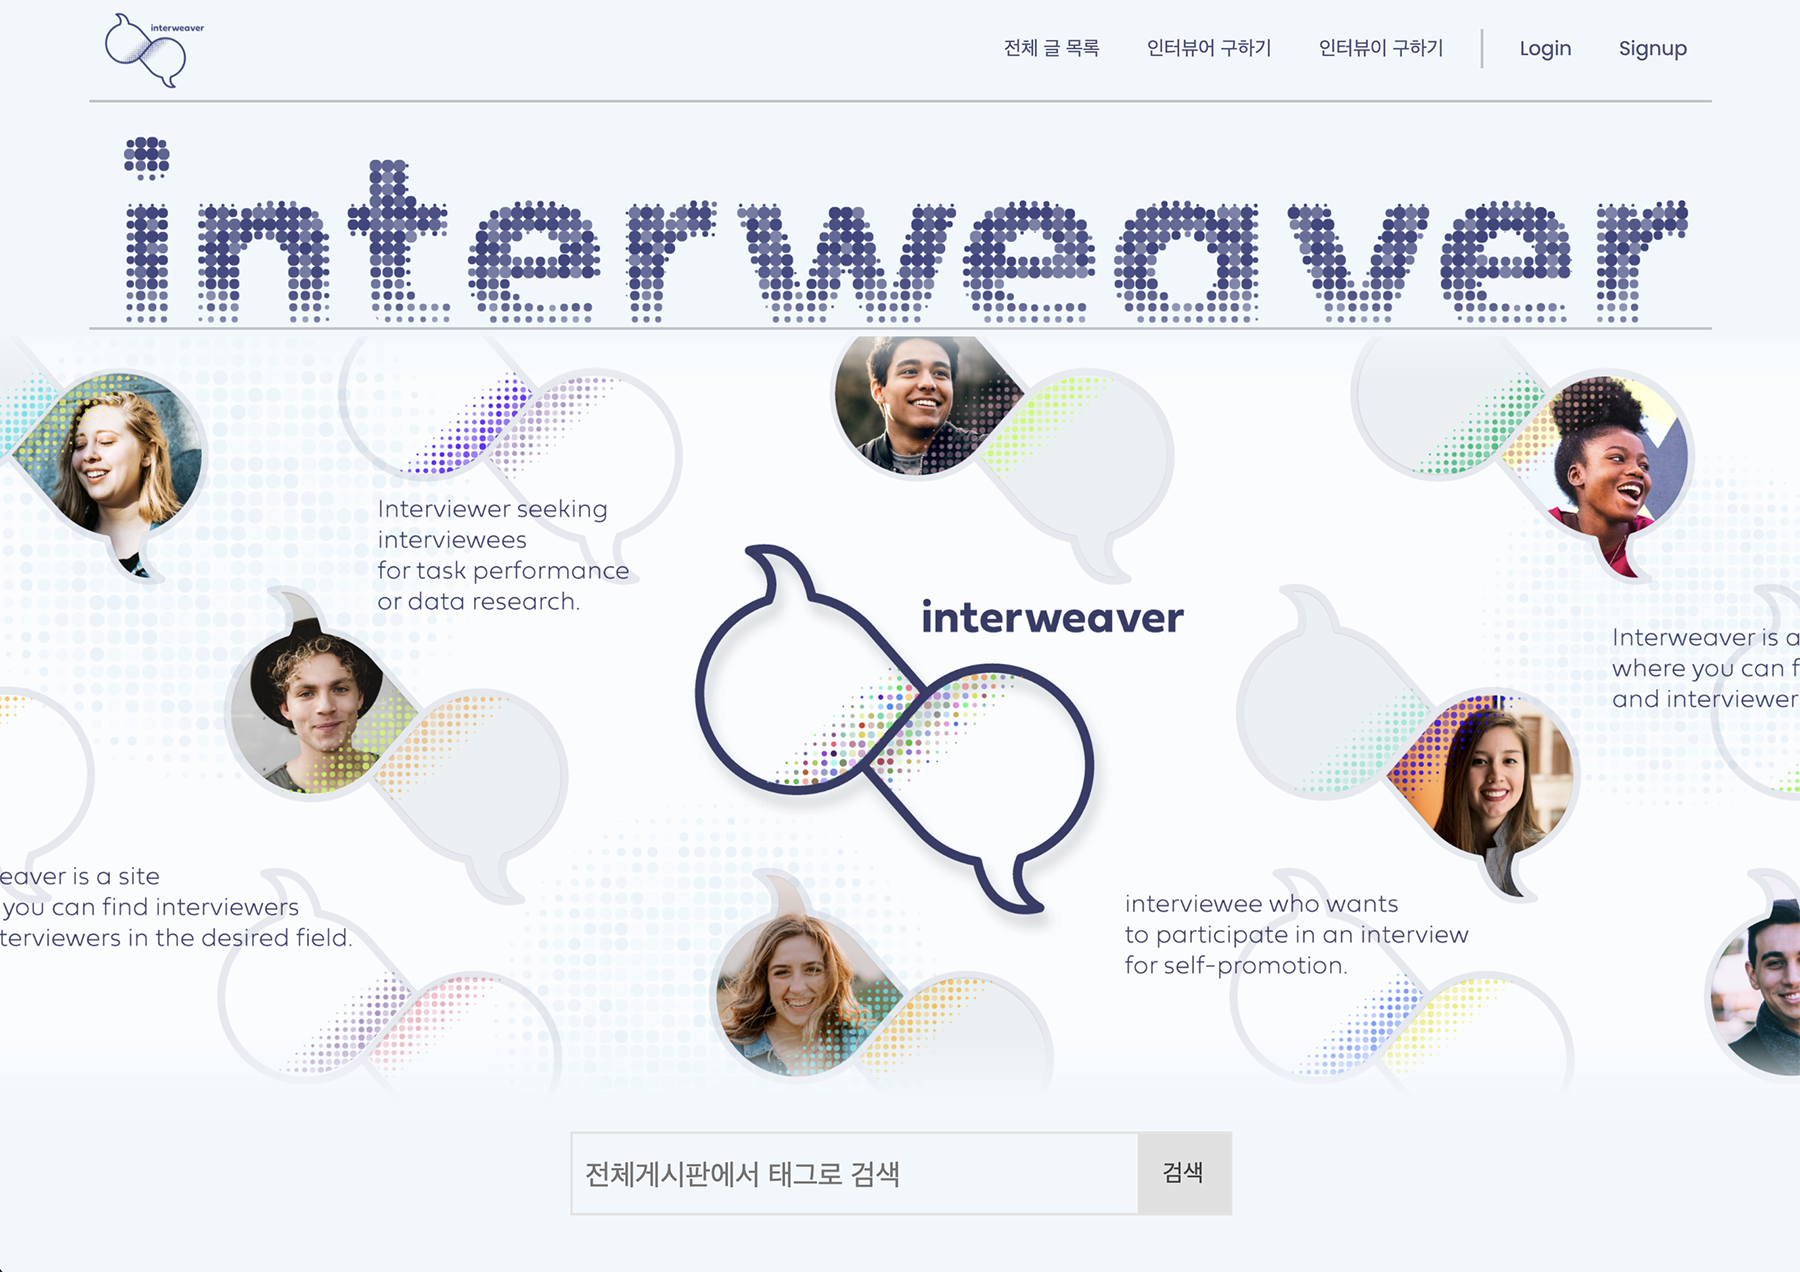 interweaver
전체 글 목록
인터뷰어 구하기
인터뷰이 구하기
Login
Signup
interweaver
Interviewer seeking
interviewees
for task performance
or data research.
interweaver
Interweaver is a
where you can f
and interviewer
eaver is a site
you can find interviewers
terviewers in the desired field.
interviewee who wants
to participate in an interview
for self-promotion.
전체게시판에서 태그로 검색
검색